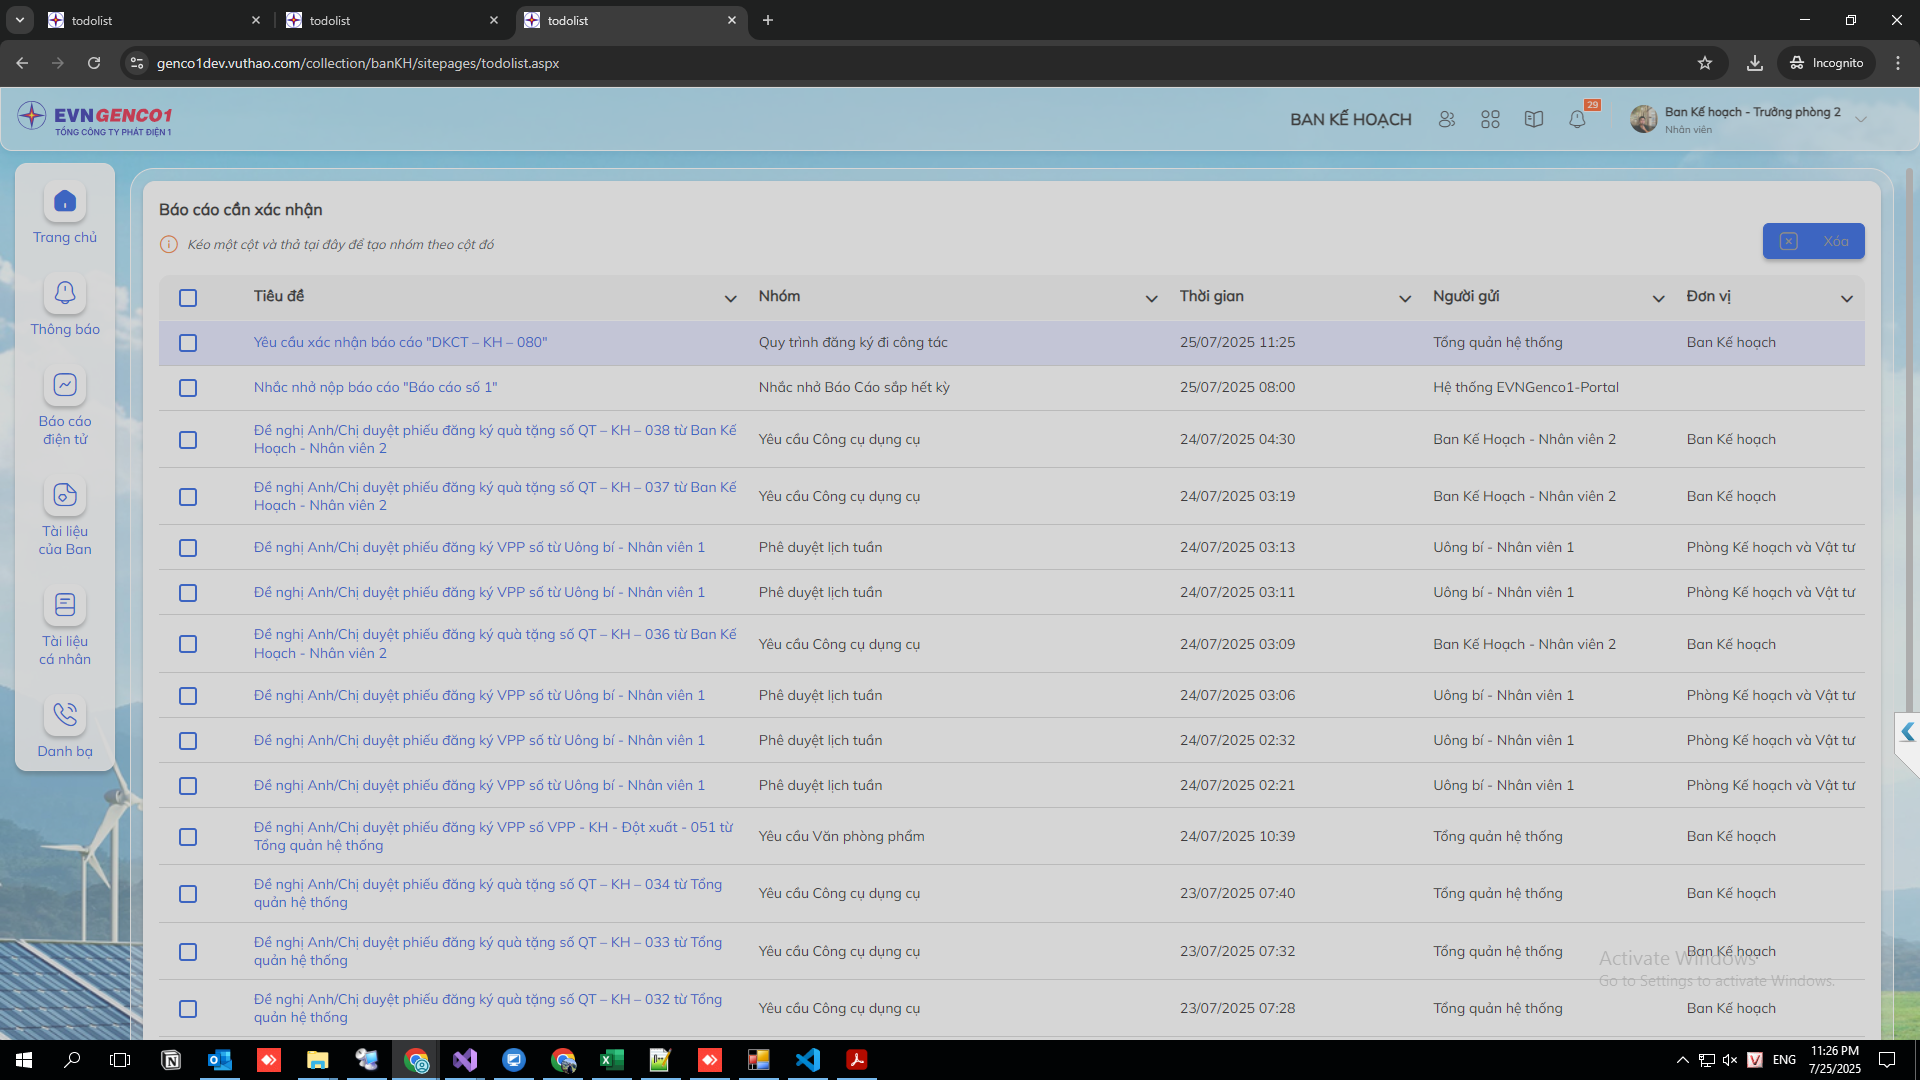 todolist
todolist
todolist
genco1dev.vuthao.com/collection/banKH/sitepages/todolist.aspx
Incognito
EVNGENCO1
TỔNG CÔNG TY PHÁT ĐIỆN 1
BAN KẾ HOẠCH
29
Ban Kế hoạch - Trưởng phòng 2
Nhân viên
Trang chủ
Thông báo
Báo cáo
điện tử
Tài liệu
của Ban
Tài liệu
cá nhân
Danh bạ
Báo cáo cần xác nhận
Kéo một cột và thả tại đây để tạo nhóm theo cột đó
Xóa
Tiêu đề Nhóm Thời gian Người gửi Đơn vị
Yêu cầu xác nhận báo cáo "DKCT – KH – 080" Quy trình đăng ký đi công tác 25/07/2025 11:25 Tổng quản hệ thống Ban Kế hoạch
Nhắc nhở nộp báo cáo "Báo cáo số 1" Nhắc nhở Báo Cáo sắp hết kỳ 25/07/2025 08:00 Hệ thống EVNGenco1-Portal
Đề nghị Anh/Chị duyệt phiếu đăng ký quà tặng số QT – KH – 038 từ Ban Kế
Hoạch - Nhân viên 2 Yêu cầu Công cụ dụng cụ 24/07/2025 04:30 Ban Kế Hoạch - Nhân viên 2 Ban Kế hoạch
Đề nghị Anh/Chị duyệt phiếu đăng ký quà tặng số QT – KH – 037 từ Ban Kế
Hoạch - Nhân viên 2 Yêu cầu Công cụ dụng cụ 24/07/2025 03:19 Ban Kế Hoạch - Nhân viên 2 Ban Kế hoạch
Đề nghị Anh/Chị duyệt phiếu đăng ký VPP số từ Uông bí - Nhân viên 1 Phê duyệt lịch tuần 24/07/2025 03:13 Uông bí - Nhân viên 1 Phòng Kế hoạch và Vật tư
Đề nghị Anh/Chị duyệt phiếu đăng ký VPP số từ Uông bí - Nhân viên 1 Phê duyệt lịch tuần 24/07/2025 03:11 Uông bí - Nhân viên 1 Phòng Kế hoạch và Vật tư
Đề nghị Anh/Chị duyệt phiếu đăng ký quà tặng số QT – KH – 036 từ Ban Kế
Hoạch - Nhân viên 2 Yêu cầu Công cụ dụng cụ 24/07/2025 03:09 Ban Kế Hoạch - Nhân viên 2 Ban Kế hoạch
Đề nghị Anh/Chị duyệt phiếu đăng ký VPP số từ Uông bí - Nhân viên 1 Phê duyệt lịch tuần 24/07/2025 03:06 Uông bí - Nhân viên 1 Phòng Kế hoạch và Vật tư
Đề nghị Anh/Chị duyệt phiếu đăng ký VPP số từ Uông bí - Nhân viên 1 Phê duyệt lịch tuần 24/07/2025 02:32 Uông bí - Nhân viên 1 Phòng Kế hoạch và Vật tư
Đề nghị Anh/Chị duyệt phiếu đăng ký VPP số từ Uông bí - Nhân viên 1 Phê duyệt lịch tuần 24/07/2025 02:21 Uông bí - Nhân viên 1 Phòng Kế hoạch và Vật tư
Đề nghị Anh/Chị duyệt phiếu đăng ký VPP số VPP - KH - Đột xuất - 051 từ
Tổng quản hệ thống Yêu cầu Văn phòng phẩm 24/07/2025 10:39 Tổng quản hệ thống Ban Kế hoạch
Đề nghị Anh/Chị duyệt phiếu đăng ký quà tặng số QT – KH – 034 từ Tổng
quản hệ thống Yêu cầu Công cụ dụng cụ 23/07/2025 07:40 Tổng quản hệ thống Ban Kế hoạch
Đề nghị Anh/Chị duyệt phiếu đăng ký quà tặng số QT – KH – 033 từ Tổng
quản hệ thống Yêu cầu Công cụ dụng cụ 23/07/2025 07:32 Tổng quản hệ thống Ban Kế hoạch
Đề nghị Anh/Chị duyệt phiếu đăng ký quà tặng số QT – KH – 032 từ Tổng
quản hệ thống Yêu cầu Công cụ dụng cụ 23/07/2025 07:28 Tổng quản hệ thống Ban Kế hoạch
Activate Windows
Go to Settings to activate Windows.
ENG
11:26 PM
7/25/2025